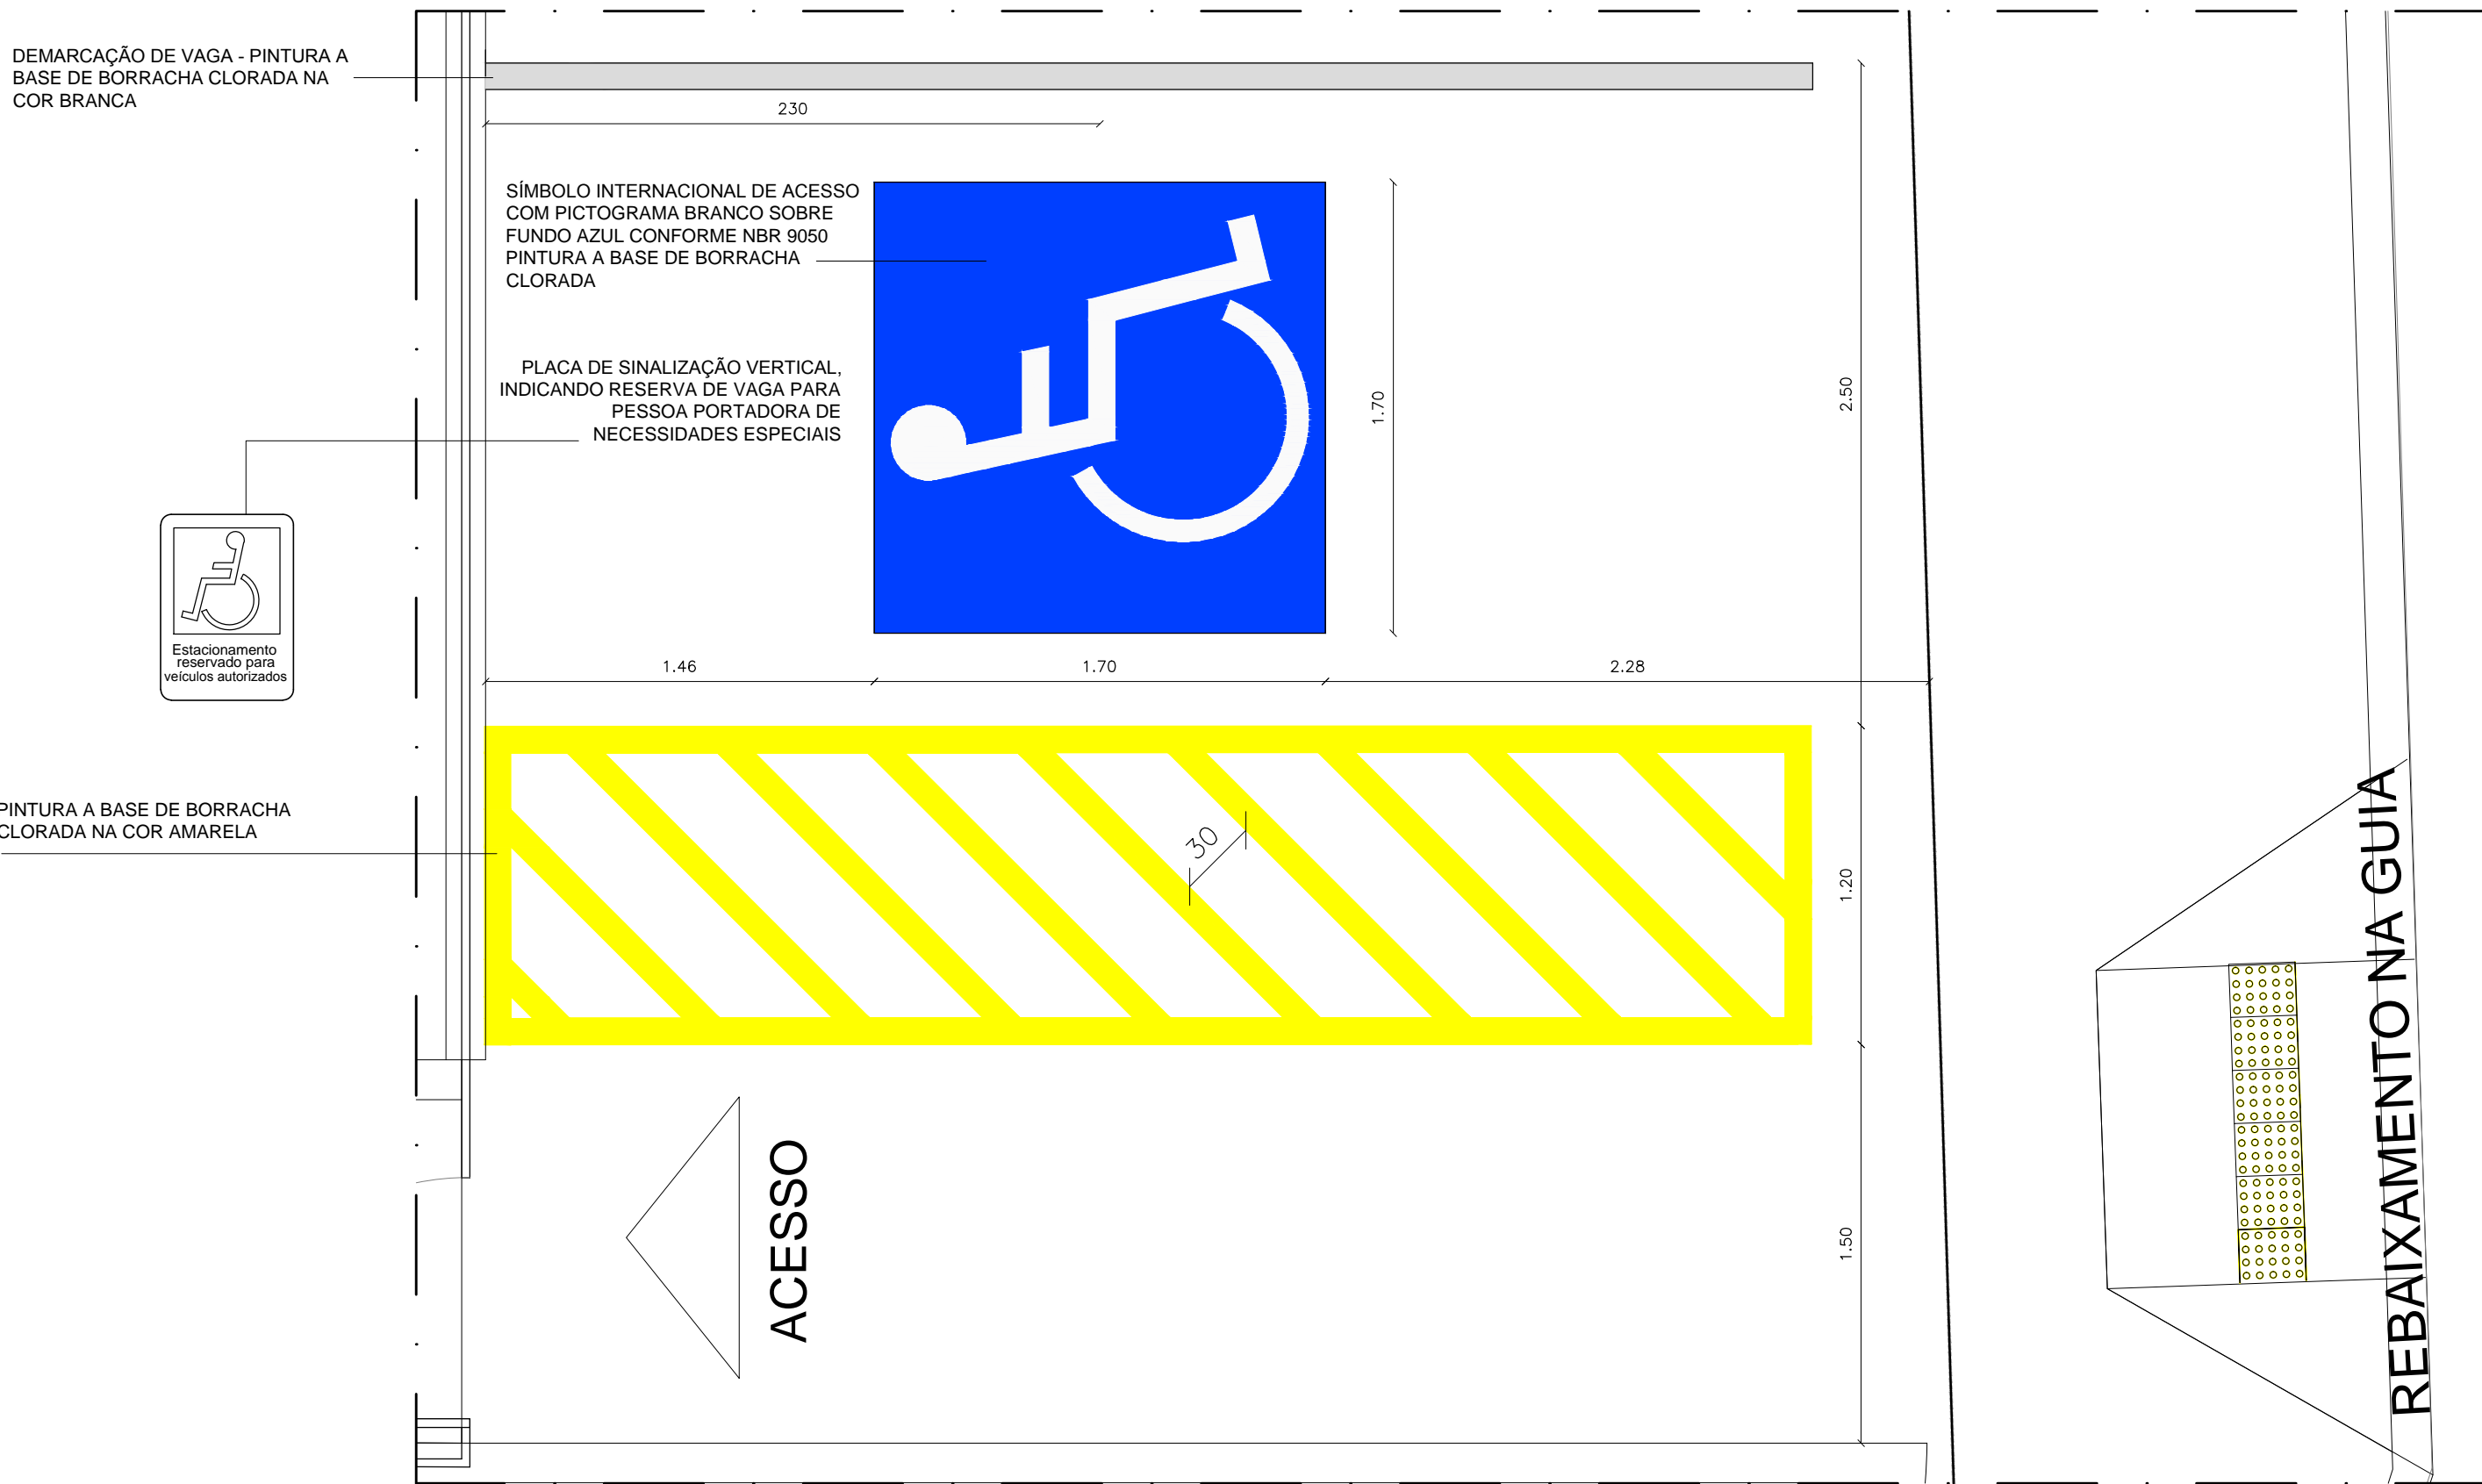 DEMARCAÇÃO DE VAGA - PINTURA A
BASE DE BORRACHA CLORADA NA
COR BRANCA
230
SÍMBOLO INTERNACIONAL DE ACESSO
COM PICTOGRAMA BRANCO SOBRE
FUNDO AZUL CONFORME NBR 9050
PINTURA A BASE DE BORRACHA
CLORADA
PLACA DE SINALIZAÇÃO VERTICAL,
INDICANDO RESERVA DE VAGA PARA
PESSOA PORTADORA DE
NECESSIDADES ESPECIAIS
1.70
2.50
Estacionamento
reservado para
veículos autorizados
1.46
1.70
2.28
PINTURA A BASE DE BORRACHA
CLORADA NA COR AMARELA
30
1.20
ACESSO
1.50
REBAIXAMENTO NA GUIA